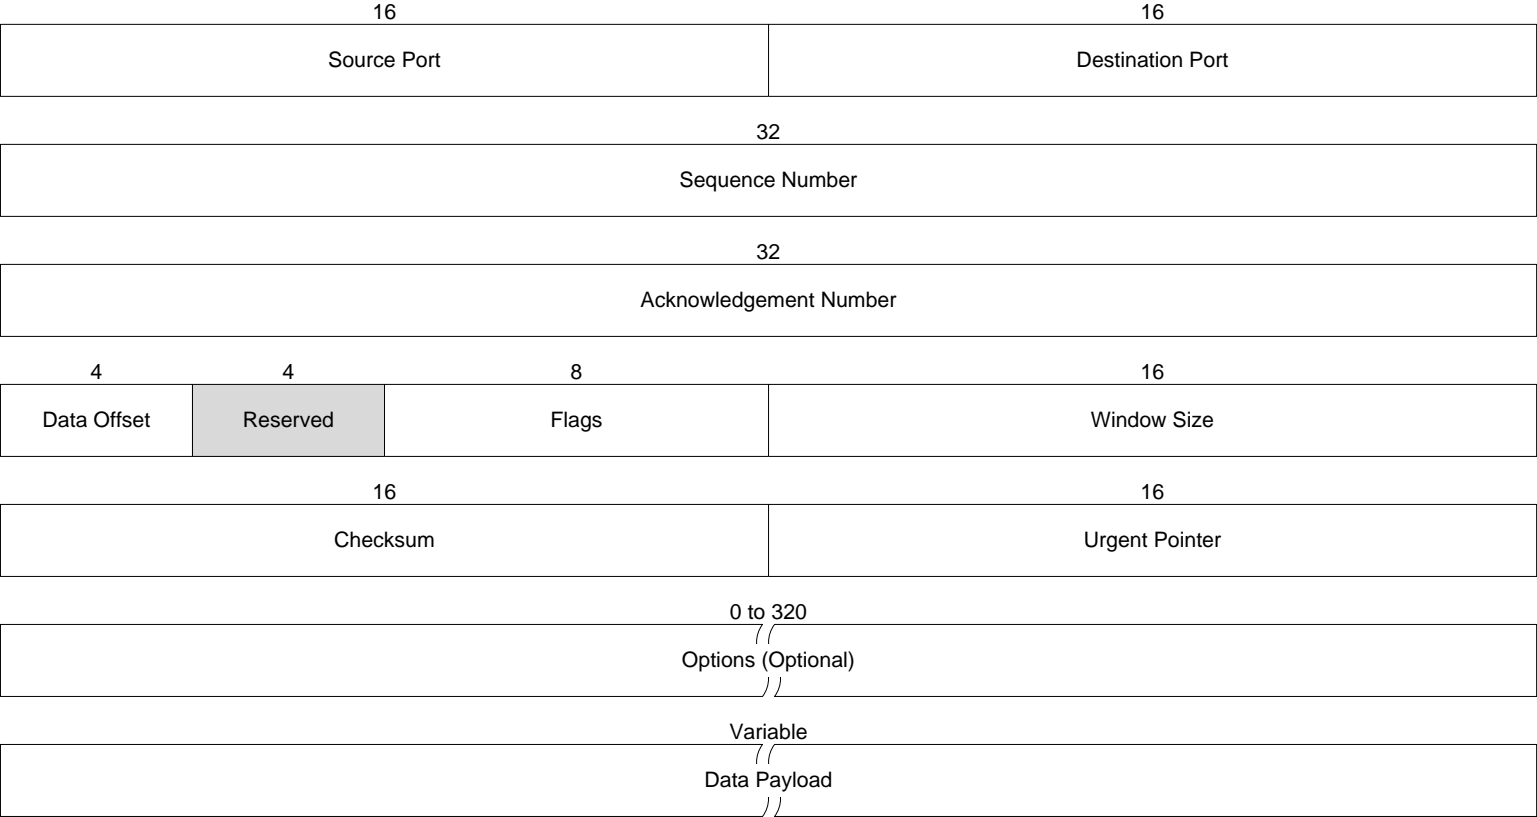 16 16
Source Port Destination Port
32
Sequence Number
32
Acknowledgement Number
4 4 8 16
Data Offset Reserved Flags Window Size
16 16
Checksum Urgent Pointer
0 to 320
Options (Optional)
Variable
Data Payload